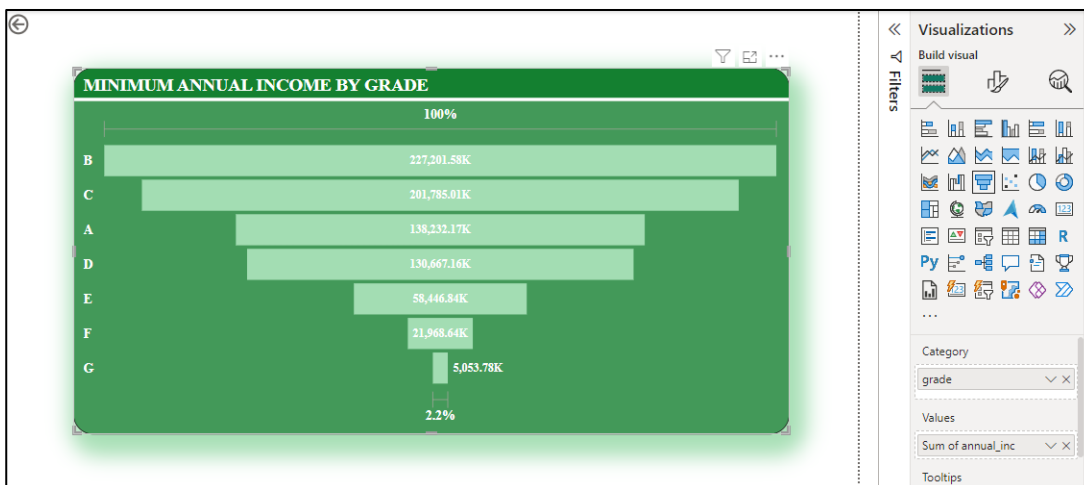 Visualizations
Build visual
Filters
MINIMUM ANNUAL INCOME BY GRADE
100%
B 227,201.58K
C 201,785.01K
A 138,232.17K
D 130,667.16K
E 58,446.84K
F 21,968.64K
G 5,053.78K
2.2%
123
R
Py
123
...
Category
grade
Values
Sum of annual_inc
Tooltips